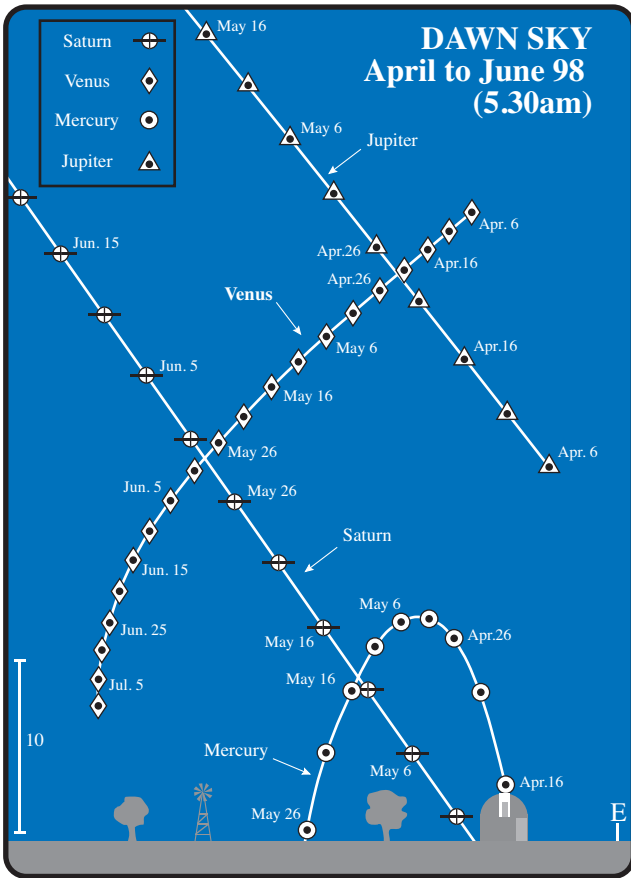 DAWN SKY
April to June 98
(5.30am)
Saturn
Venus
Mercury
Jupiter
May 16
May 6
Jupiter
Apr. 6
Apr.26
Apr.16
Jun. 15
Apr.26
Venus
May 6
Apr.16
Jun. 5
May 16
May 26
Apr. 6
Jun. 5
May 26
Saturn
Jun. 15
May 6
Jun. 25
Apr.26
May 16
May 16
Jul. 5
10
Mercury
May 6
Apr.16
May 26
E